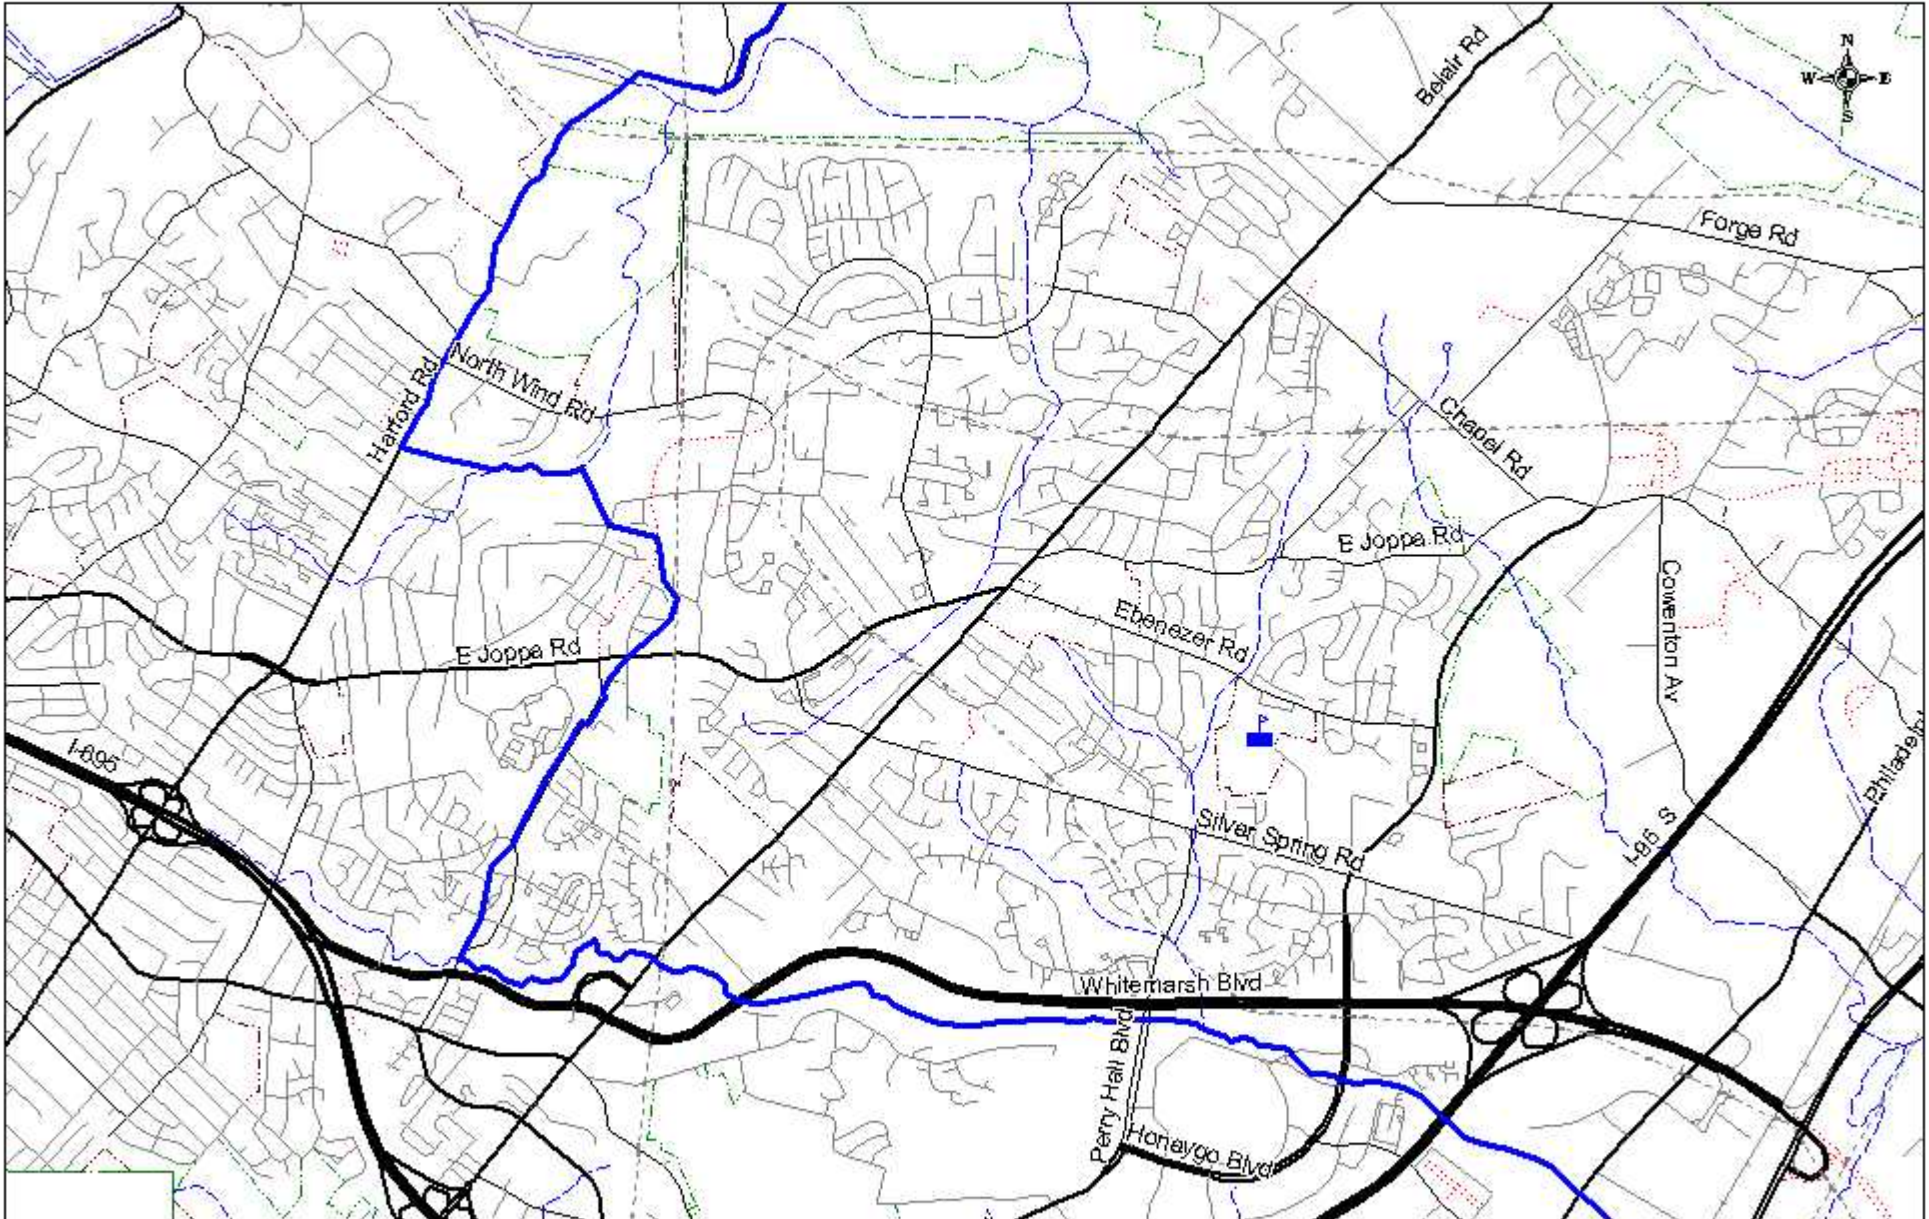 Belair Rd
N
W E
S
Forge Rd
North Wind Rd
Harford Rd
Chapel Rd
E Joppa Rd
Cowenton Av
Ebenezer Rd
E Joppa Rd
I-695
Philadelp
Silver Spring Rd
I-95 S
Whitemarsh Blvd
Perry Hall Blvd
Honeygo Blvd